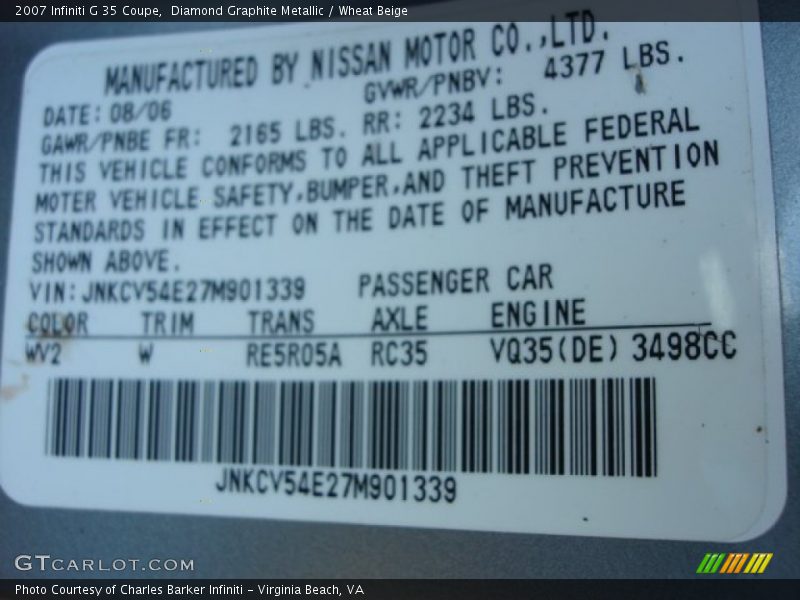 2007 Infiniti G 35 Coupe,  Diamond Graphite Metallic / Wheat Beige
MANUFACTURED BY NISSAN MOTOR CO.,LTD.
DATE: 08/06 GVWR/PNBV: 4377 LBS.
GAWR/PNBE FR: 2165 LBS. RR: 2234 LBS.
THIS VEHICLE CONFORMS TO ALL APPLICABLE FEDERAL
MOTER VEHICLE SAFETY,BUMPER,AND THEFT PREVENTION
STANDARDS IN EFFECT ON THE DATE OF MANUFACTURE
SHOWN ABOVE.
VIN: JNKCV54E27M901339 PASSENGER CAR
COLOR TRIM TRANS AXLE ENGINE
WV2 W RE5R05A RC35 VQ35(DE) 3498CC
JNKCV54E27M901339
GTCARLOT.COM
Photo Courtesy of Charles Barker Infiniti - Virginia Beach, VA